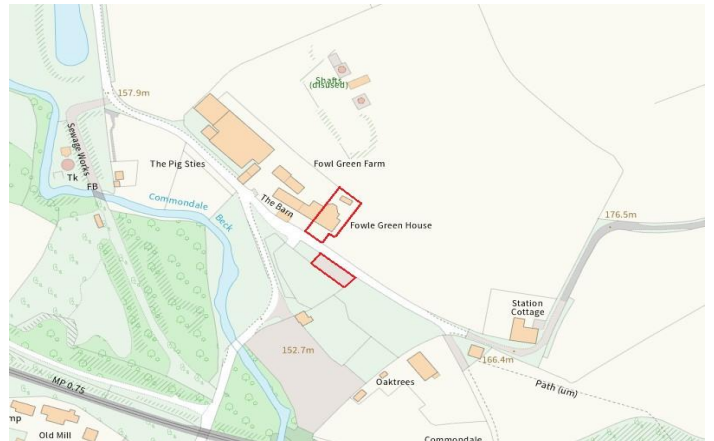 Shafts
(disused)
157.9m
Sewage Works
Tk
FB
The Pig Sties
Fowl Green Farm
Commondale
Beck
The Barn
Fowle Green House
176.5m
Station
Cottage
152.7m
166.4m
Path (um)
MP 0.75
Oaktrees
mp
Old Mill
Commondale